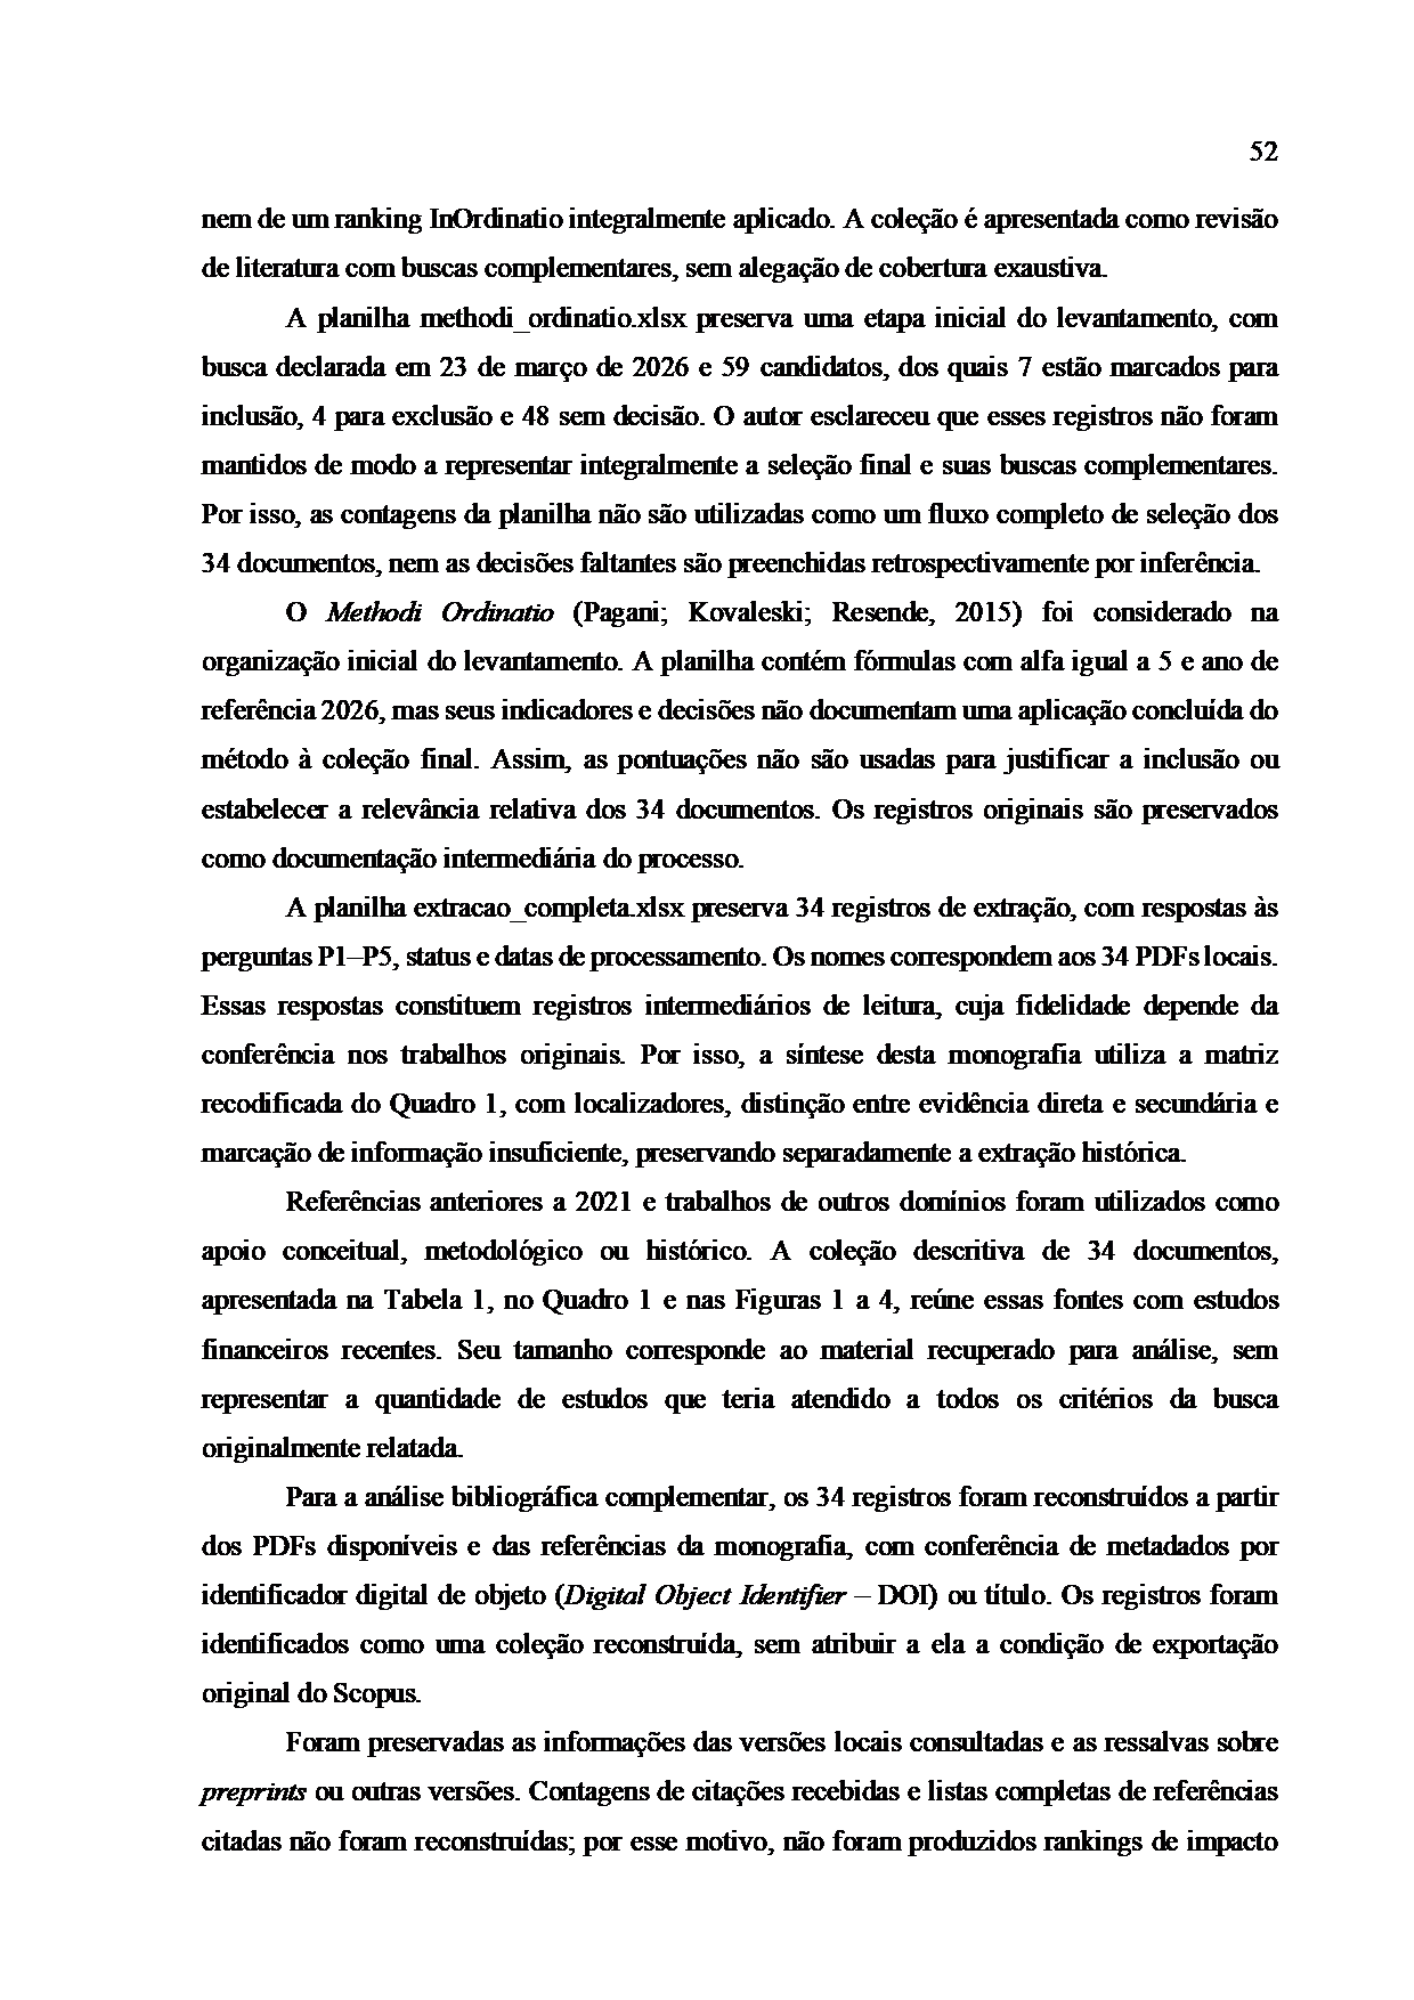 52
nem de um ranking InOrdinatio integralmente aplicado. A coleção é apresentada como revisão
de literatura com buscas complementares, sem alegação de cobertura exaustiva.
A planilha methodi_ordinatio.xlsx preserva uma etapa inicial do levantamento, com
busca declarada em 23 de março de 2026 e 59 candidatos, dos quais 7 estão marcados para
inclusão, 4 para exclusão e 48 sem decisão. O autor esclareceu que esses registros não foram
mantidos de modo a representar integralmente a seleção final e suas buscas complementares.
Por isso, as contagens da planilha não são utilizadas como um fluxo completo de seleção dos
34 documentos, nem as decisões faltantes são preenchidas retrospectivamente por inferência.
O Methodi Ordinatio (Pagani; Kovaleski; Resende, 2015) foi considerado na
organização inicial do levantamento. A planilha contém fórmulas com alfa igual a 5 e ano de
referência 2026, mas seus indicadores e decisões não documentam uma aplicação concluída do
método à coleção final. Assim, as pontuações não são usadas para justificar a inclusão ou
estabelecer a relevância relativa dos 34 documentos. Os registros originais são preservados
como documentação intermediária do processo.
A planilha extracao_completa.xlsx preserva 34 registros de extração, com respostas às
perguntas P1–P5, status e datas de processamento. Os nomes correspondem aos 34 PDFs locais.
Essas respostas constituem registros intermediários de leitura, cuja fidelidade depende da
conferência nos trabalhos originais. Por isso, a síntese desta monografia utiliza a matriz
recodificada do Quadro 1, com localizadores, distinção entre evidência direta e secundária e
marcação de informação insuficiente, preservando separadamente a extração histórica.
Referências anteriores a 2021 e trabalhos de outros domínios foram utilizados como
apoio conceitual, metodológico ou histórico. A coleção descritiva de 34 documentos,
apresentada na Tabela 1, no Quadro 1 e nas Figuras 1 a 4, reúne essas fontes com estudos
financeiros recentes. Seu tamanho corresponde ao material recuperado para análise, sem
representar a quantidade de estudos que teria atendido a todos os critérios da busca
originalmente relatada.
Para a análise bibliográfica complementar, os 34 registros foram reconstruídos a partir
dos PDFs disponíveis e das referências da monografia, com conferência de metadados por
identificador digital de objeto (Digital Object Identifier – DOI) ou título. Os registros foram
identificados como uma coleção reconstruída, sem atribuir a ela a condição de exportação
original do Scopus.
Foram preservadas as informações das versões locais consultadas e as ressalvas sobre
preprints ou outras versões. Contagens de citações recebidas e listas completas de referências
citadas não foram reconstruídas; por esse motivo, não foram produzidos rankings de impacto